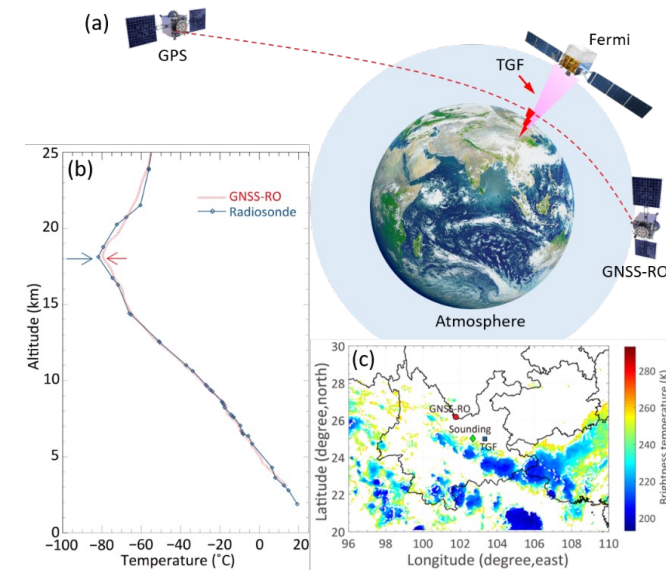 (a)
GPS
Fermi
TGF
GNSS-RO
Atmosphere
(b)
GNSS-RO
Radiosonde
25
20
15
10
5
0
Altitude (km)
−100 −80 −60 −40 −20 0 20
Temperature (˚C)
(c)
GNSS-RO
Sounding
TGF
30
28
26
24
22
20
Latitude (degree,north)
96 98 100 102 104 106 108 110
Longitude (degree,east)
280
260
240
220
200
Brightness temperature (K)